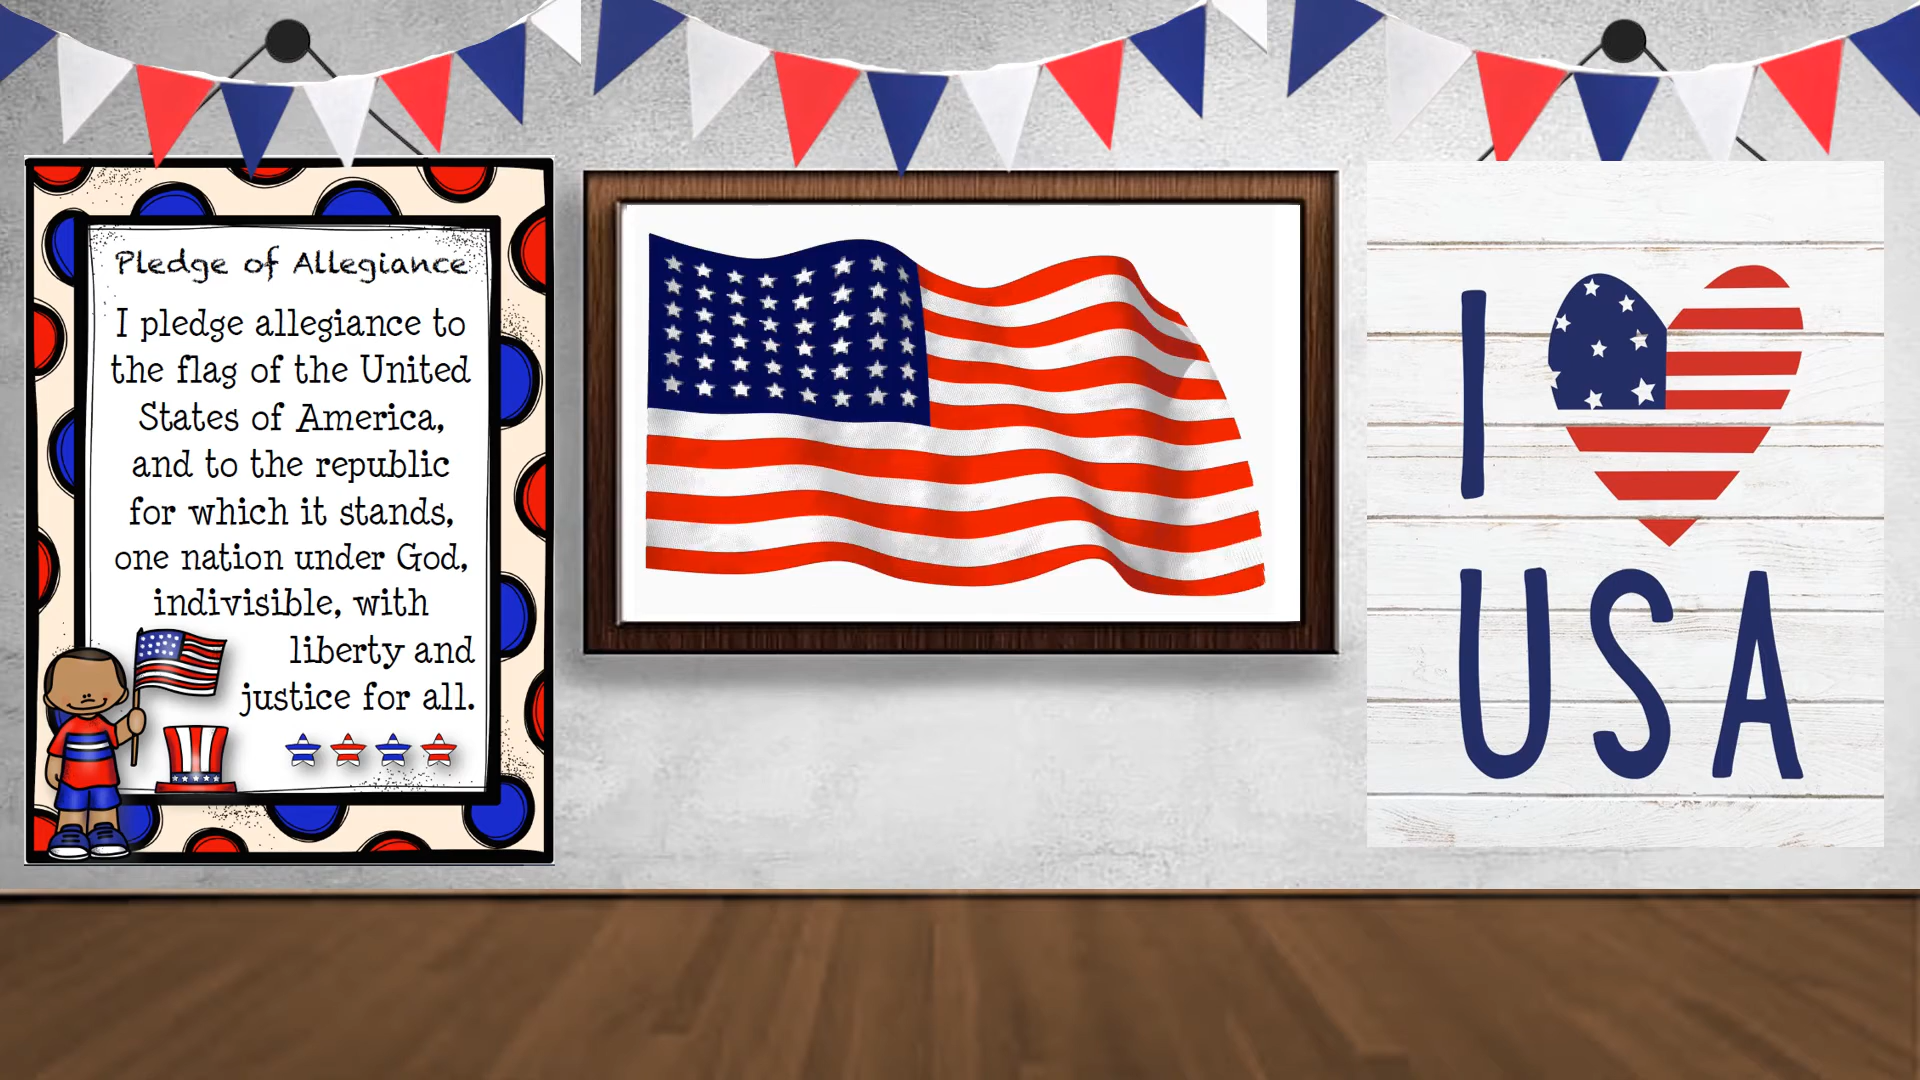 Pledge of Allegiance
I pledge allegiance to
the flag of the United
States of America,
and to the republic
for which it stands,
one nation under God,
indivisible, with
liberty and
justice for all.
I
USA